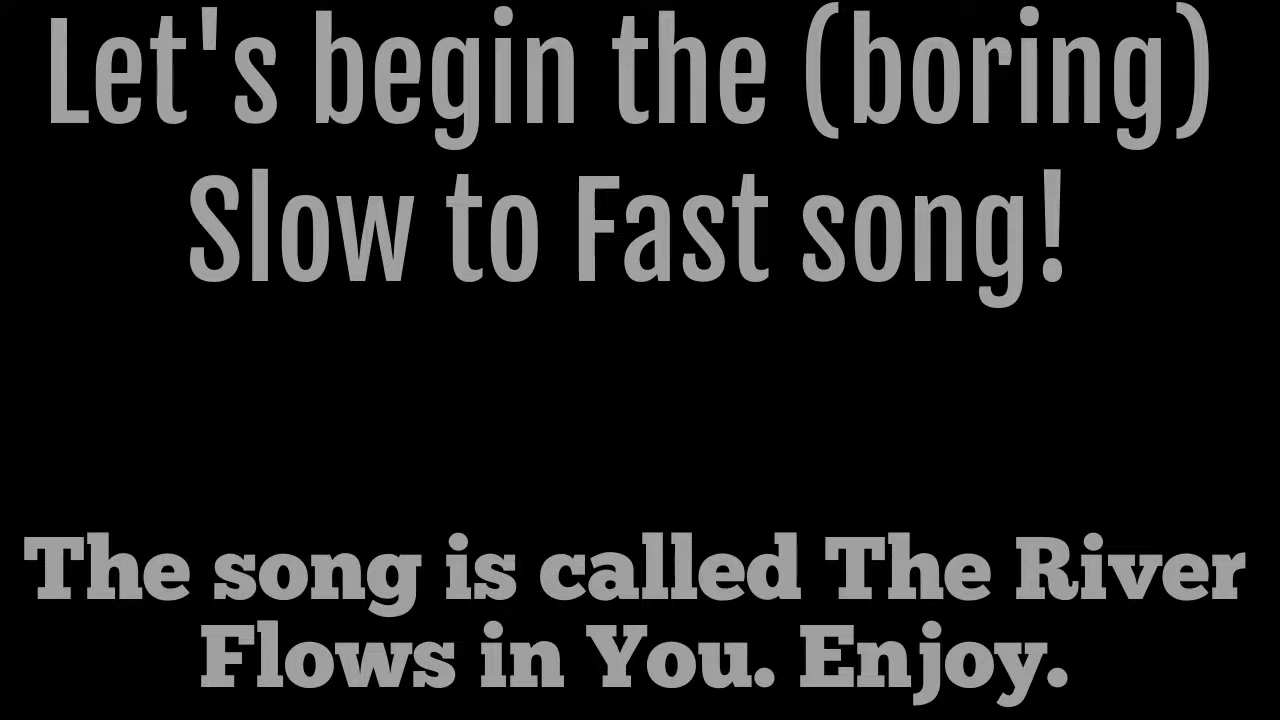 Let's begin the (boring)
Slow to Fast song!
The song is called The River
Flows in You. Enjoy.